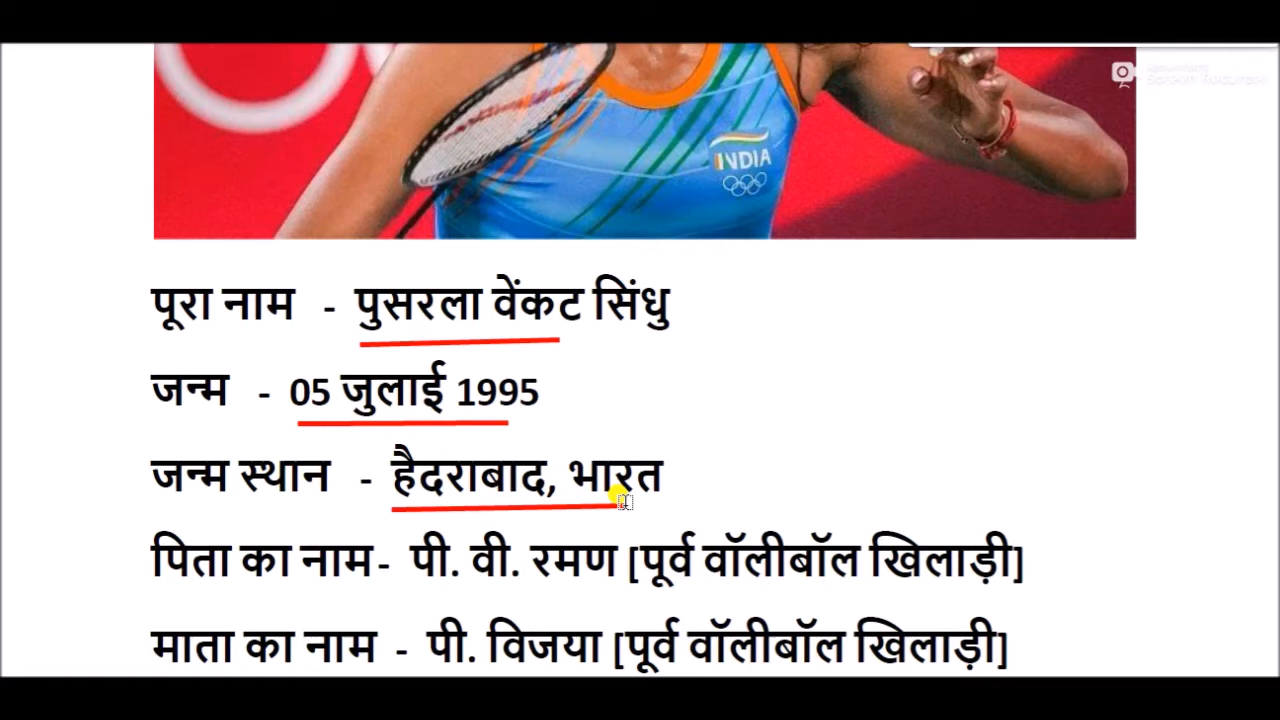 INDIA
पूरा नाम - पुसरला वेंकट सिंधु
जन्म - 05 जुलाई 1995
जन्म स्थान - हैदराबाद, भारत
पिता का नाम- पी. वी. रमण [पूर्व वॉलीबॉल खिलाड़ी]
माता का नाम - पी. विजया [पूर्व वॉलीबॉल खिलाड़ी]